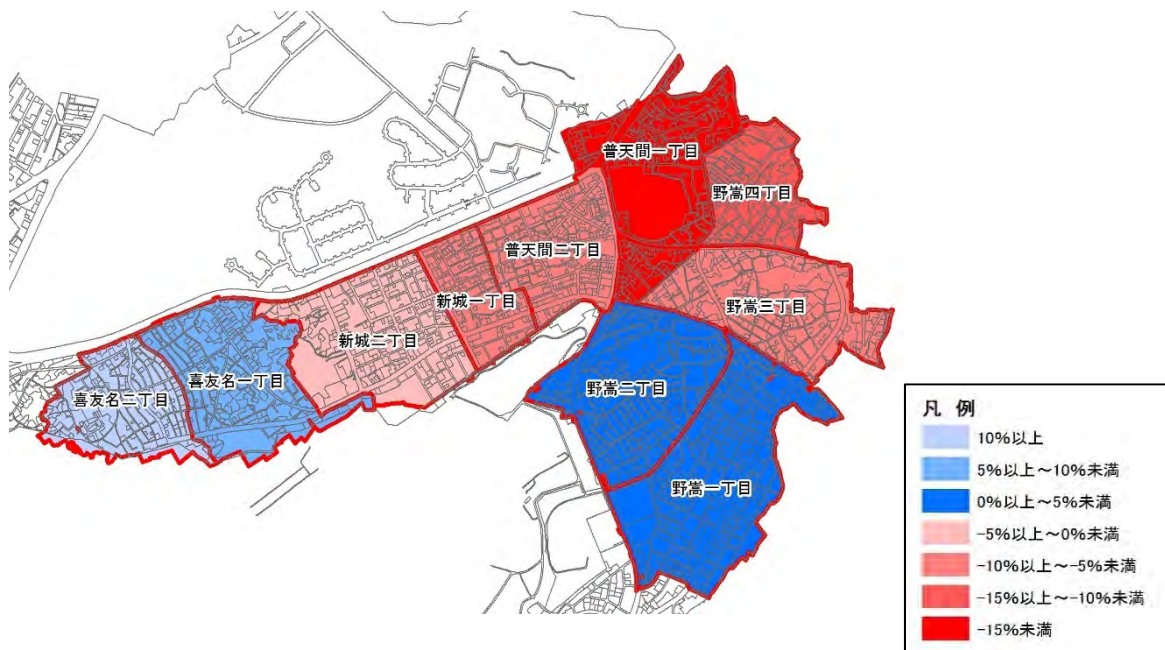 普天間一丁目
野嵩四丁目
普天間二丁目
新城一丁目
野嵩三丁目
新城二丁目
喜友名一丁目
喜友名二丁目
野嵩二丁目
野嵩一丁目
凡 例
10%以上
5%以上～10%未満
0%以上～5%未満
-5%以上～0%未満
-10%以上～-5%未満
-15%以上～-10%未満
-15%未満